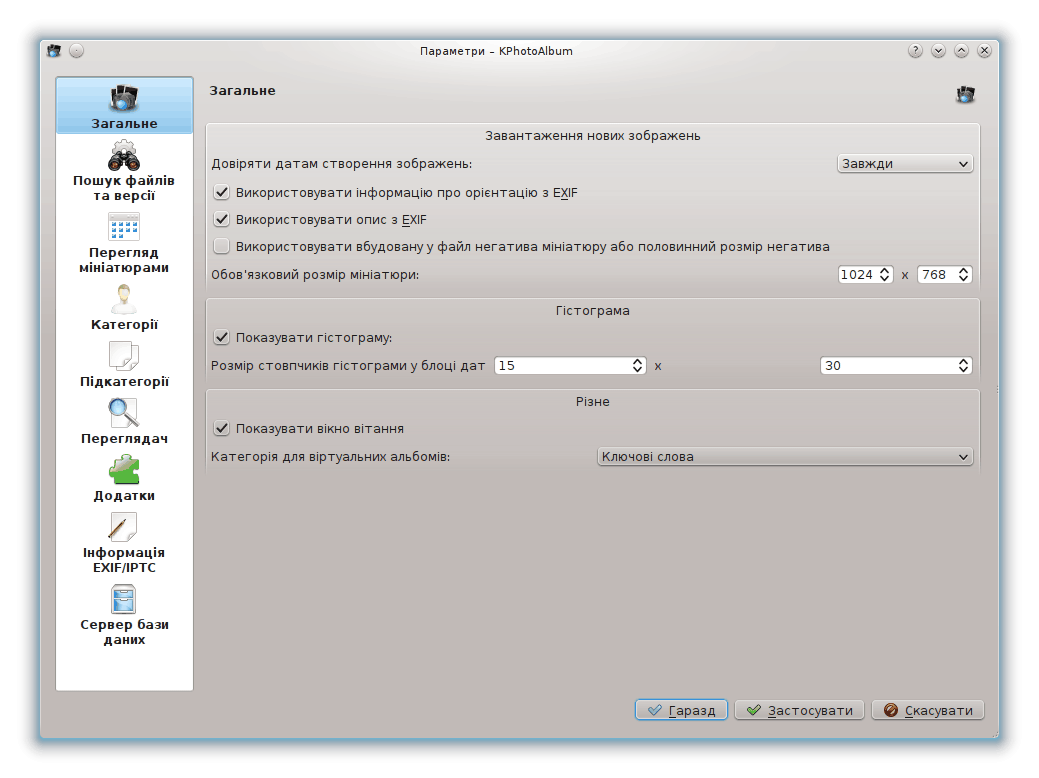 Параметри – KPhotoAlbum
Загальне
Пошук файлів
та версії
Перегляд
мініатюрами
Категорії
Підкатегорії
Переглядач
Додатки
Інформація
EXIF/IPTC
Сервер бази
даних
Загальне
Завантаження нових зображень
Довіряти датам створення зображень: Завжди
Використовувати інформацію про орієнтацію з EXIF
Використовувати опис з EXIF
Використовувати вбудовану у файл негатива мініатюру або половинний розмір негатива
Обов'язковий розмір мініатюри: 1024 x 768
Гістограма
Показувати гістограму:
Розмір стовпчиків гістограми у блоці дат 15 x 30
Різне
Показувати вікно вітання
Категорія для віртуальних альбомів: Ключові слова
Гаразд Застосувати Скасувати